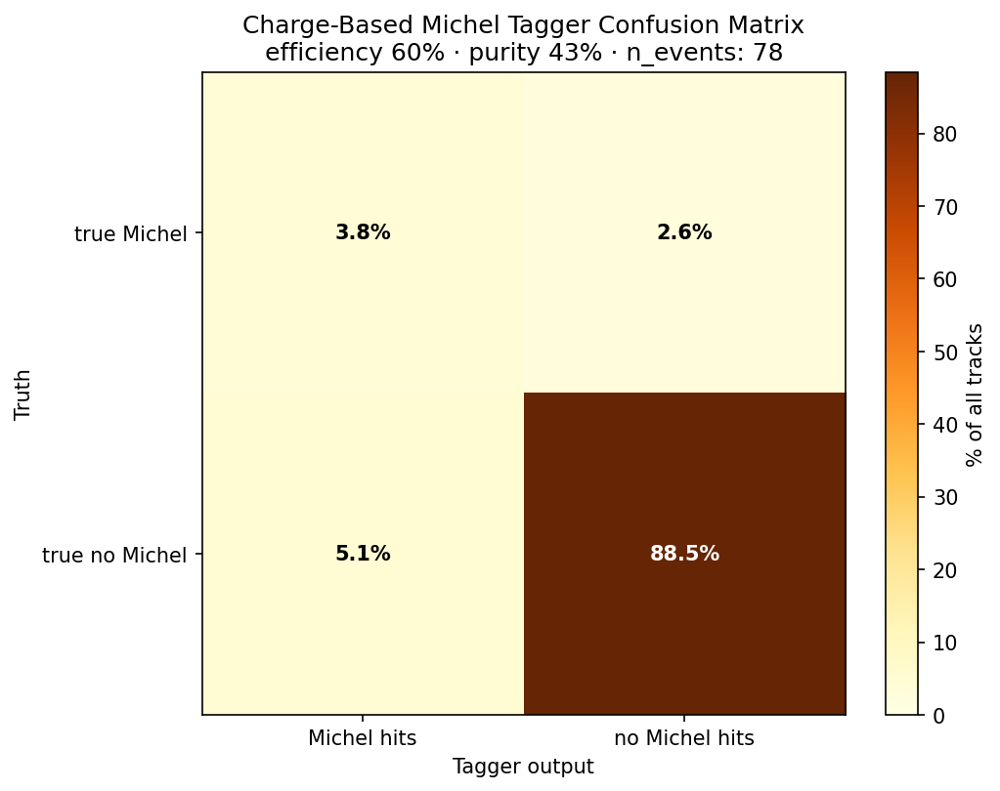 Charge-Based Michel Tagger Confusion Matrix
efficiency 60% · purity 43% · n_events: 78
true Michel
3.8%
2.6%
true no Michel
5.1%
88.5%
Michel hits
no Michel hits
Tagger output
Truth
80
70
60
50
40
30
20
10
0
% of all tracks